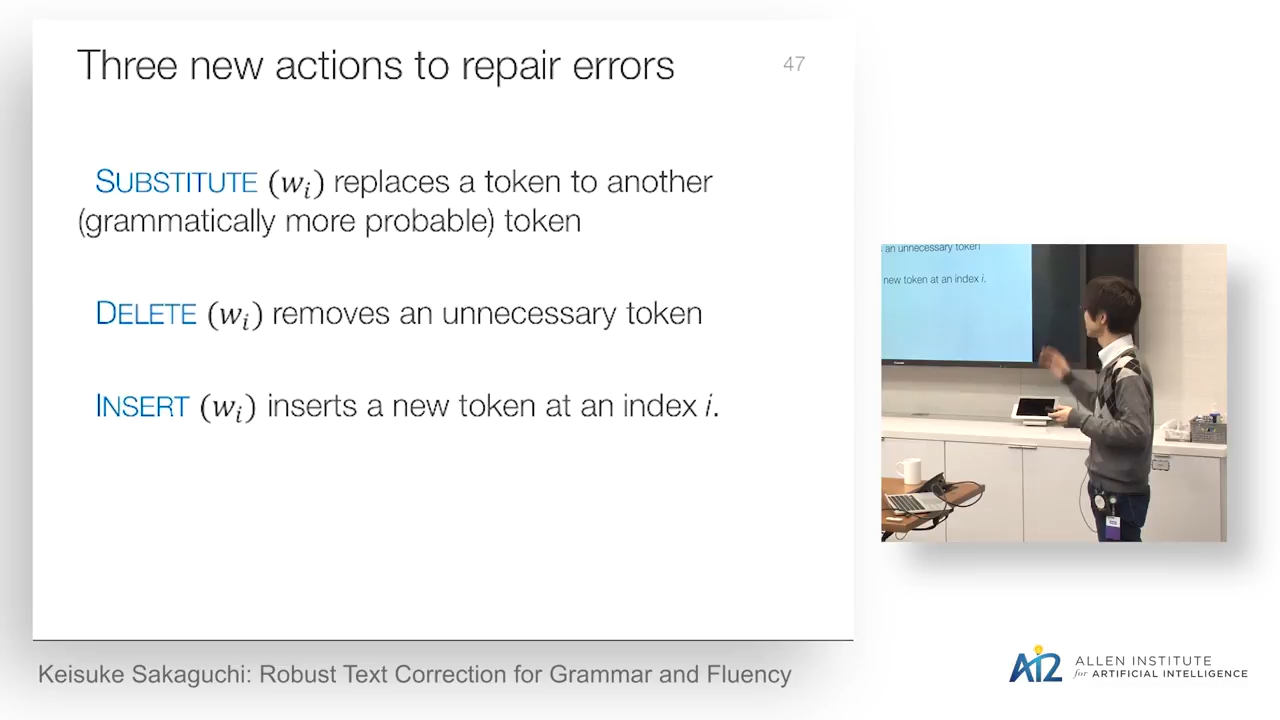 Three new actions to repair errors
47
SUBSTITUTE (wᵢ) replaces a token to another
(grammatically more probable) token
DELETE (wᵢ) removes an unnecessary token
INSERT (wᵢ) inserts a new token at an index i.
an unnecessary token
new token at an index i.
Keisuke Sakaguchi: Robust Text Correction for Grammar and Fluency
AI2 ALLEN INSTITUTE
for ARTIFICIAL INTELLIGENCE